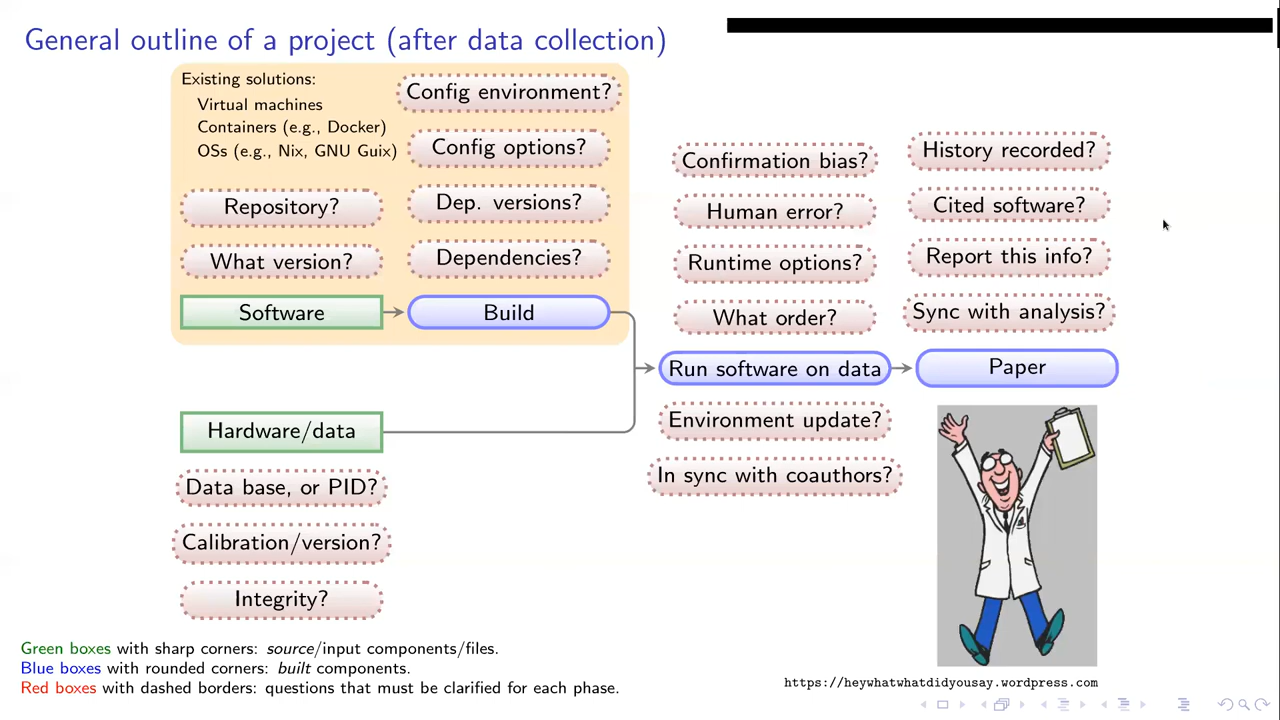 General outline of a project (after data collection)
Existing solutions:
Virtual machines
Containers (e.g., Docker)
OSs (e.g., Nix, GNU Guix)
Config environment?
Config options?
Repository?
Dep. versions?
What version?
Dependencies?
Software
Build
Confirmation bias?
Human error?
Runtime options?
What order?
Run software on data
Environment update?
In sync with coauthors?
History recorded?
Cited software?
Report this info?
Sync with analysis?
Paper
Hardware/data
Data base, or PID?
Calibration/version?
Integrity?
Green boxes with sharp corners: source/input components/files.
Blue boxes with rounded corners: built components.
Red boxes with dashed borders: questions that must be clarified for each phase.
https://heywhatwhatdidyousay.wordpress.com